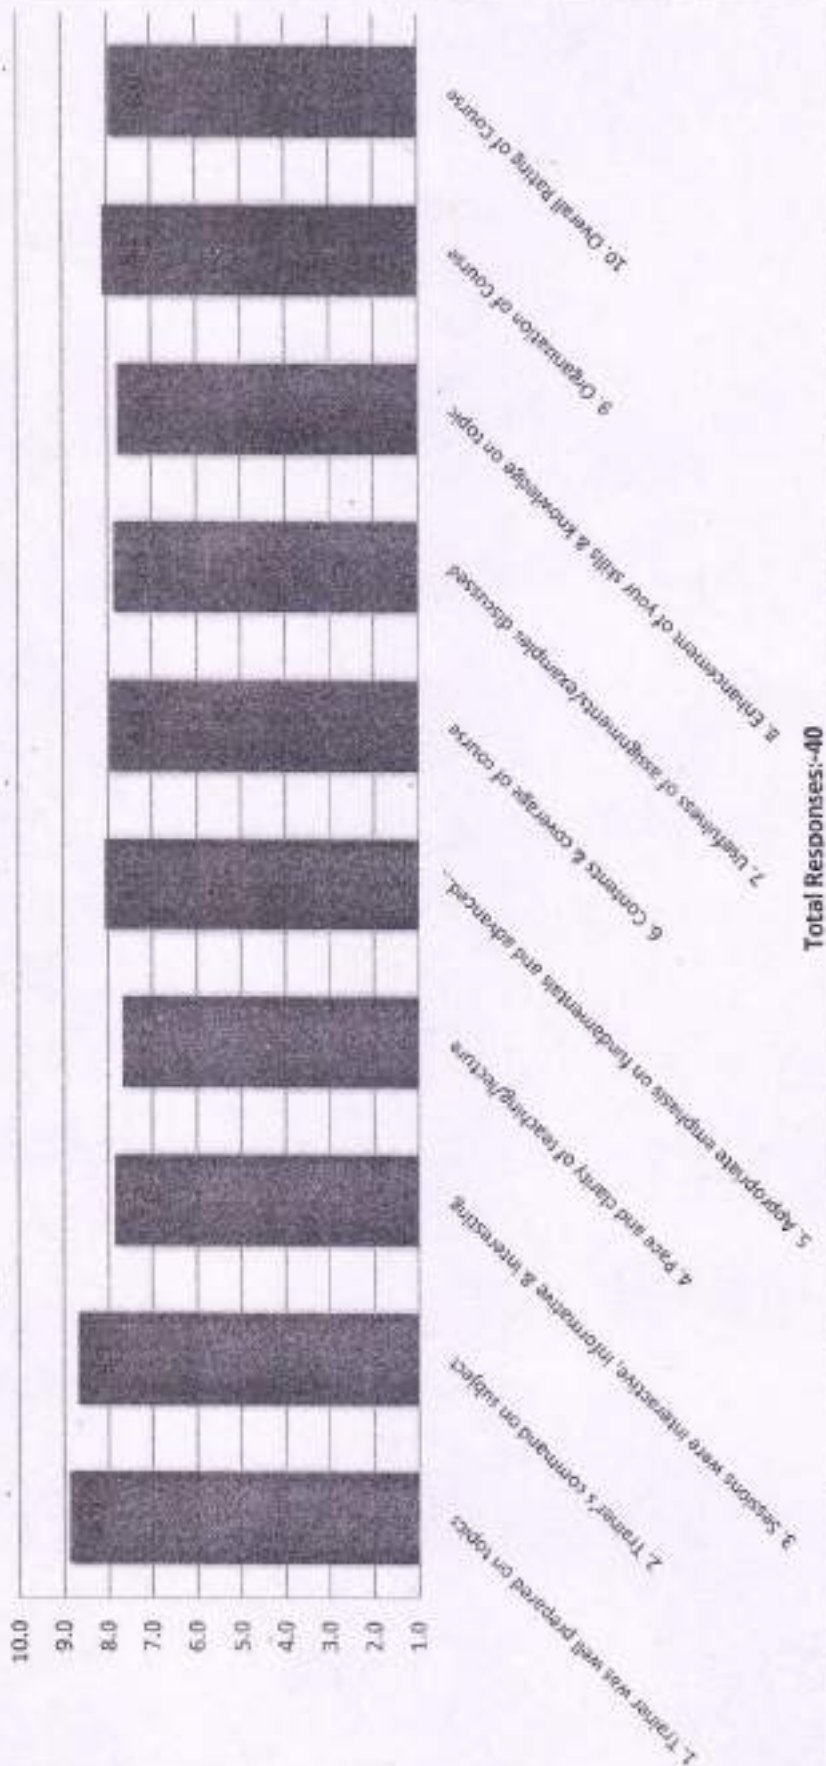 10.0
9.0
8.0
7.0
6.0
5.0
4.0
3.0
2.0
1.0
1. Trainer was well prepared on topics
2. Trainer's command on subject
3. Sessions were interactive, informative & interesting
4. Pace and clarity of teaching/lecture
5. Appropriate emphasis on fundamentals and advanced...
6. Contents & coverage of course
7. Usefulness of assignments/examples discussed
8. Enhancement of your skills & knowledge on topic
9. Organization of Course
10. Overall Rating of Course
Total Responses:-40